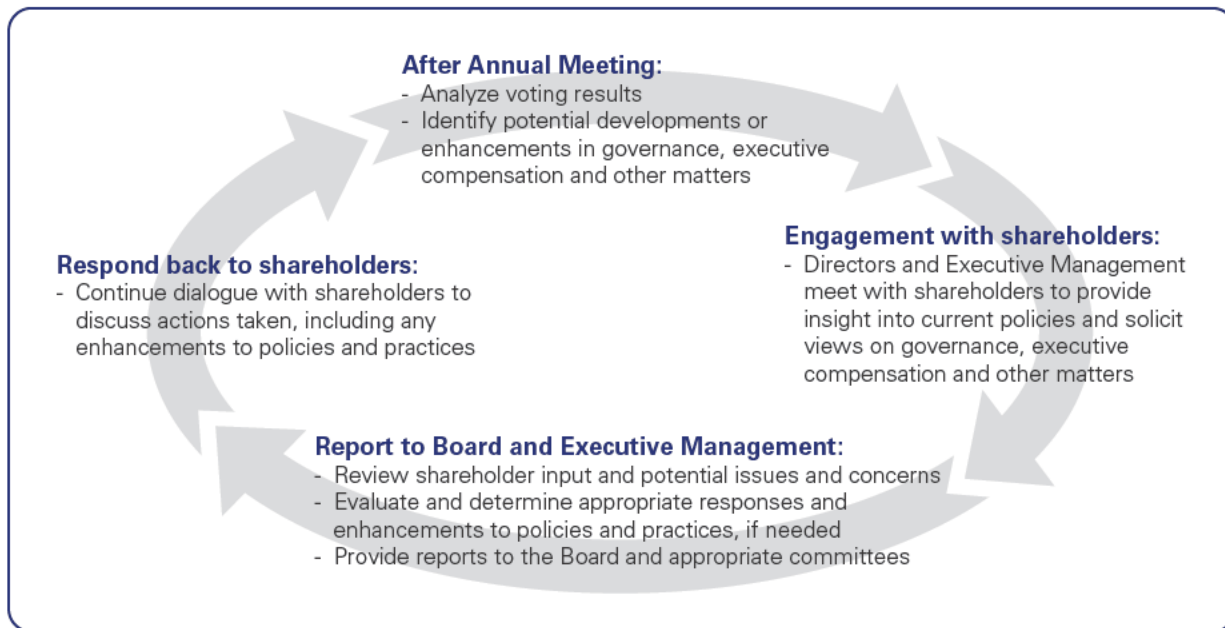 After Annual Meeting:
- Analyze voting results
- Identify potential developments or
enhancements in governance, executive
compensation and other matters
Engagement with shareholders:
- Directors and Executive Management
meet with shareholders to provide
insight into current policies and solicit
views on governance, executive
compensation and other matters
Report to Board and Executive Management:
- Review shareholder input and potential issues and concerns
- Evaluate and determine appropriate responses and
enhancements to policies and practices, if needed
- Provide reports to the Board and appropriate committees
Respond back to shareholders:
- Continue dialogue with shareholders to
discuss actions taken, including any
enhancements to policies and practices